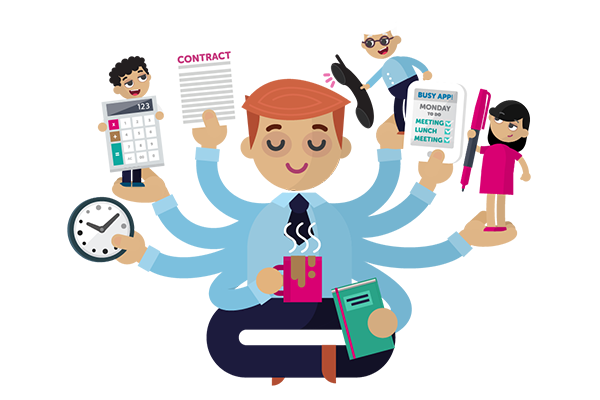 CONTRACT
123
BUSY APP!
MONDAY
TO DO
MEETING
LUNCH
MEETING